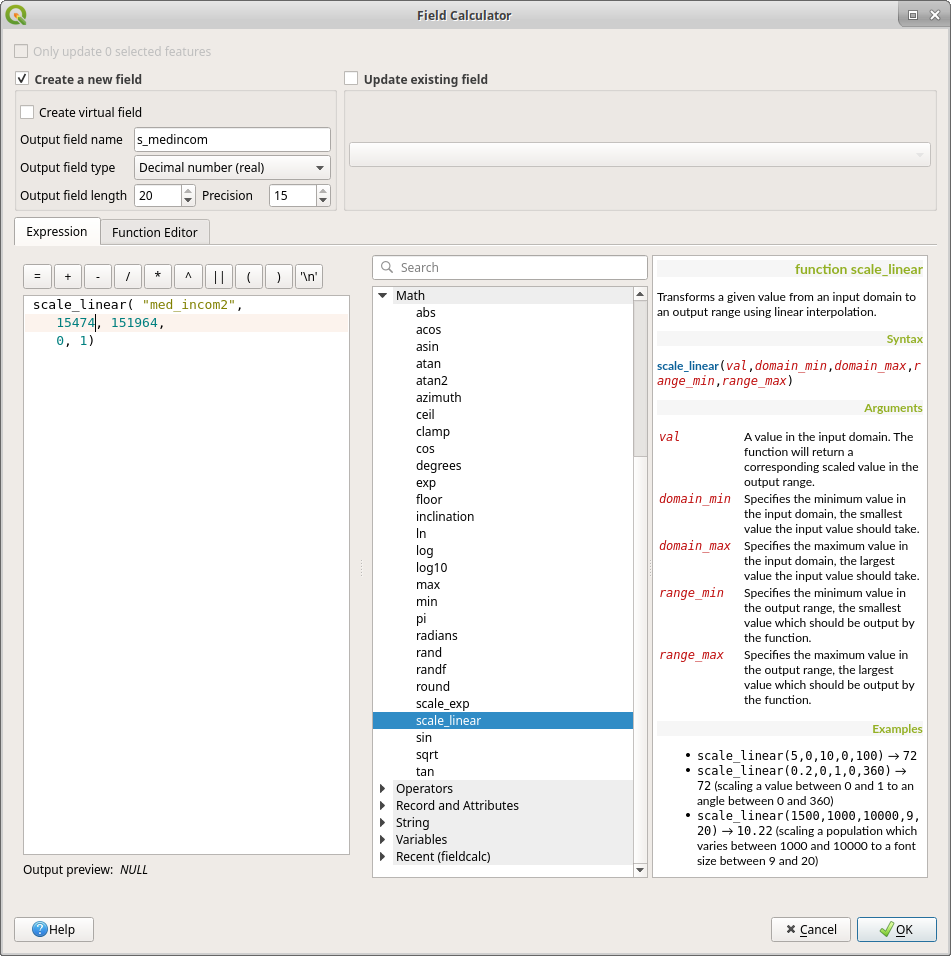 Field Calculator
Only update 0 selected features
Create a new field
Update existing field
Create virtual field
Output field name s_medincom
Output field type Decimal number (real)
Output field length 20 Precision 15
Expression Function Editor
= + - / * ^ || ( ) '\n'
scale_linear( "med_incom2",
15474, 151964,
0, 1)
Output preview: NULL
Search
Math
abs
acos
asin
atan
atan2
azimuth
ceil
clamp
cos
degrees
exp
floor
inclination
ln
log
log10
max
min
pi
radians
rand
randf
round
scale_exp
scale_linear
sin
sqrt
tan
Operators
Record and Attributes
String
Variables
Recent (fieldcalc)
function scale_linear
Transforms a given value from an input domain to
an output range using linear interpolation.
Syntax
scale_linear(val,domain_min,domain_max,r
ange_min,range_max)
Arguments
val A value in the input domain. The
function will return a
corresponding scaled value in the
output range.
domain_min Specifies the minimum value in
the input domain, the smallest
value the input value should take.
domain_max Specifies the maximum value in
the input domain, the largest
value the input value should take.
range_min Specifies the minimum value in
the output range, the smallest
value which should be output by
the function.
range_max Specifies the maximum value in
the output range, the largest
value which should be output by
the function.
Examples
• scale_linear(5,0,10,0,100) → 72
• scale_linear(0.2,0,1,0,360) →
72 (scaling a value between 0 and 1 to an
angle between 0 and 360)
• scale_linear(1500,1000,10000,9,
20) → 10.22 (scaling a population which
varies between 1000 and 10000 to a font
size between 9 and 20)
Help
Cancel
OK